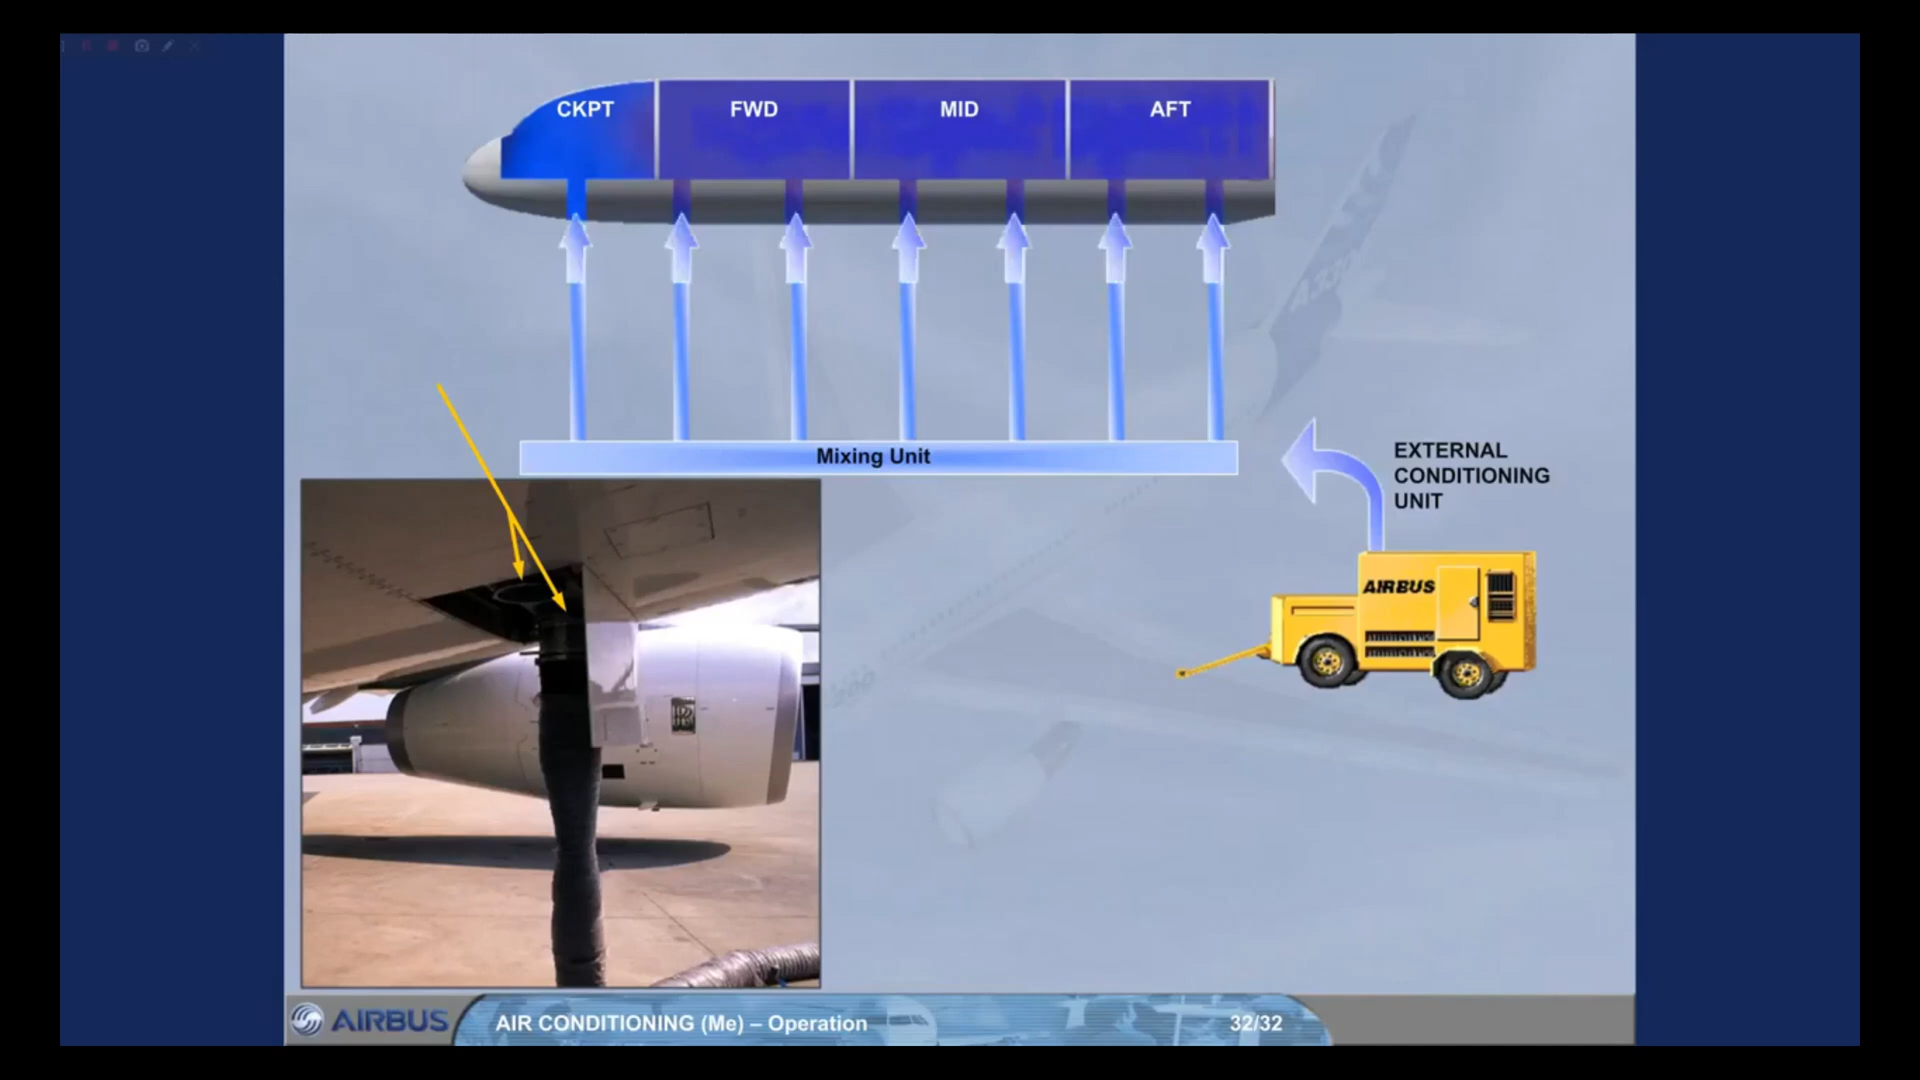 CKPT
FWD
MID
AFT
Mixing Unit
EXTERNAL
CONDITIONING
UNIT
AIRBUS
AIRBUS
AIR CONDITIONING (Me) – Operation
32/32